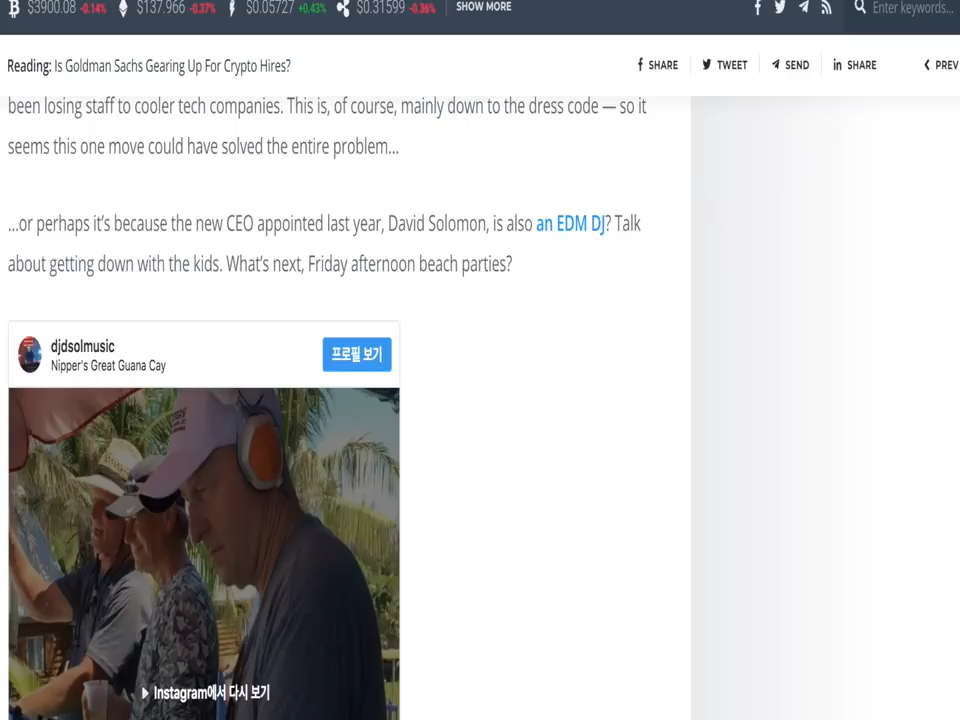 $3900.08 -0.14% $137.966 -0.37% $0.05727 +0.43% $0.31599 -0.36% SHOW MORE Enter keywords...
Reading: Is Goldman Sachs Gearing Up For Crypto Hires? SHARE TWEET SEND SHARE PREV
been losing staff to cooler tech companies. This is, of course, mainly down to the dress code — so it
seems this one move could have solved the entire problem...
...or perhaps it's because the new CEO appointed last year, David Solomon, is also an EDM DJ? Talk
about getting down with the kids. What's next, Friday afternoon beach parties?
djdsolmusic
Nipper's Great Guana Cay
프로필 보기
Instagram에서 다시 보기